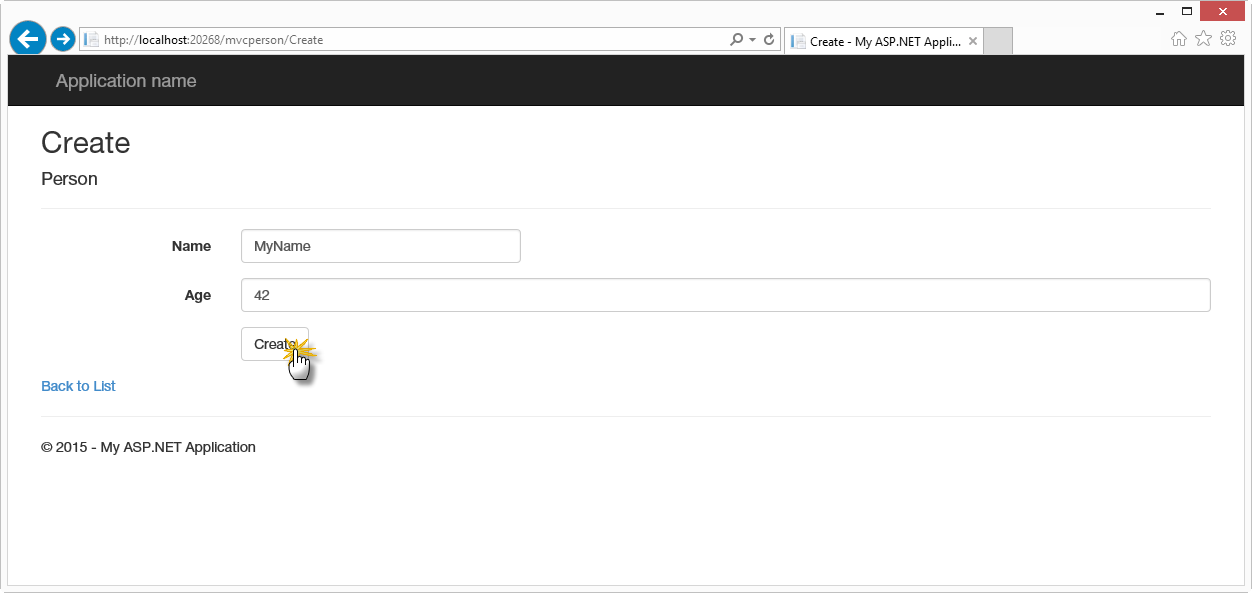 http://localhost:20268/mvcperson/Create
Create - My ASP.NET Appli...
Application name
Create
Person
Name MyName
Age 42
Create
Back to List
© 2015 - My ASP.NET Application